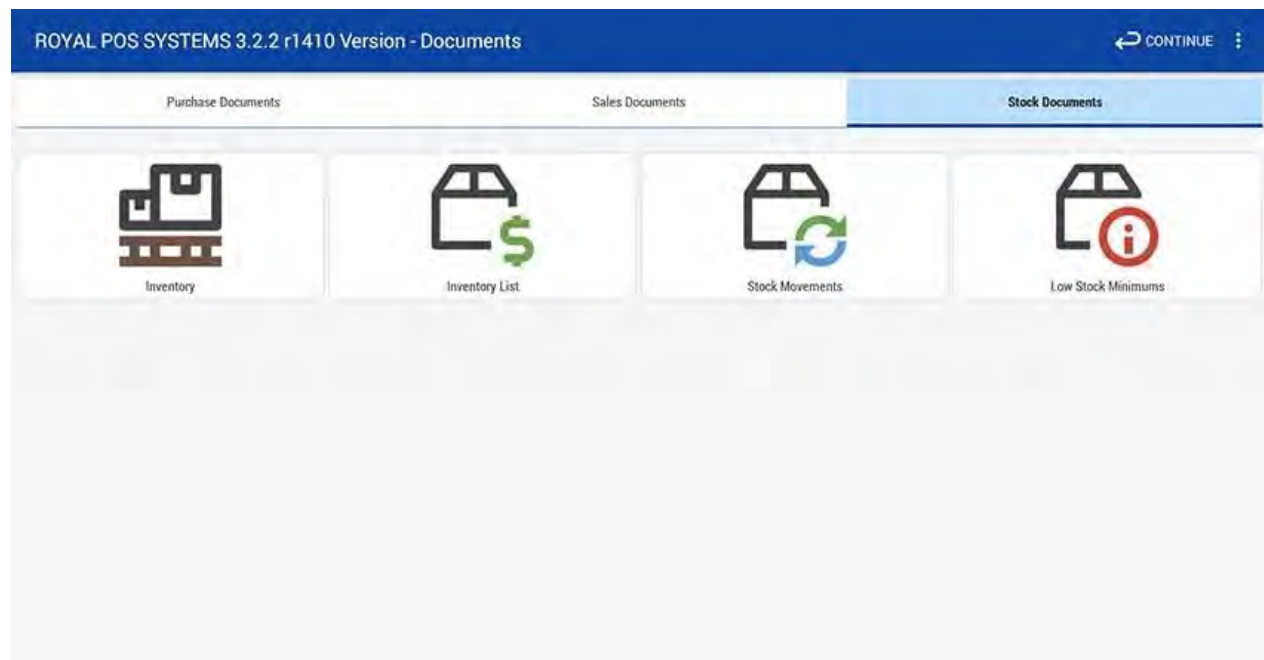 ROYAL POS SYSTEMS 3.2.2 r1410 Version - Documents
CONTINUE
Purchase Documents
Sales Documents
Stock Documents
Inventory
Inventory List
Stock Movements
Low Stock Minimums